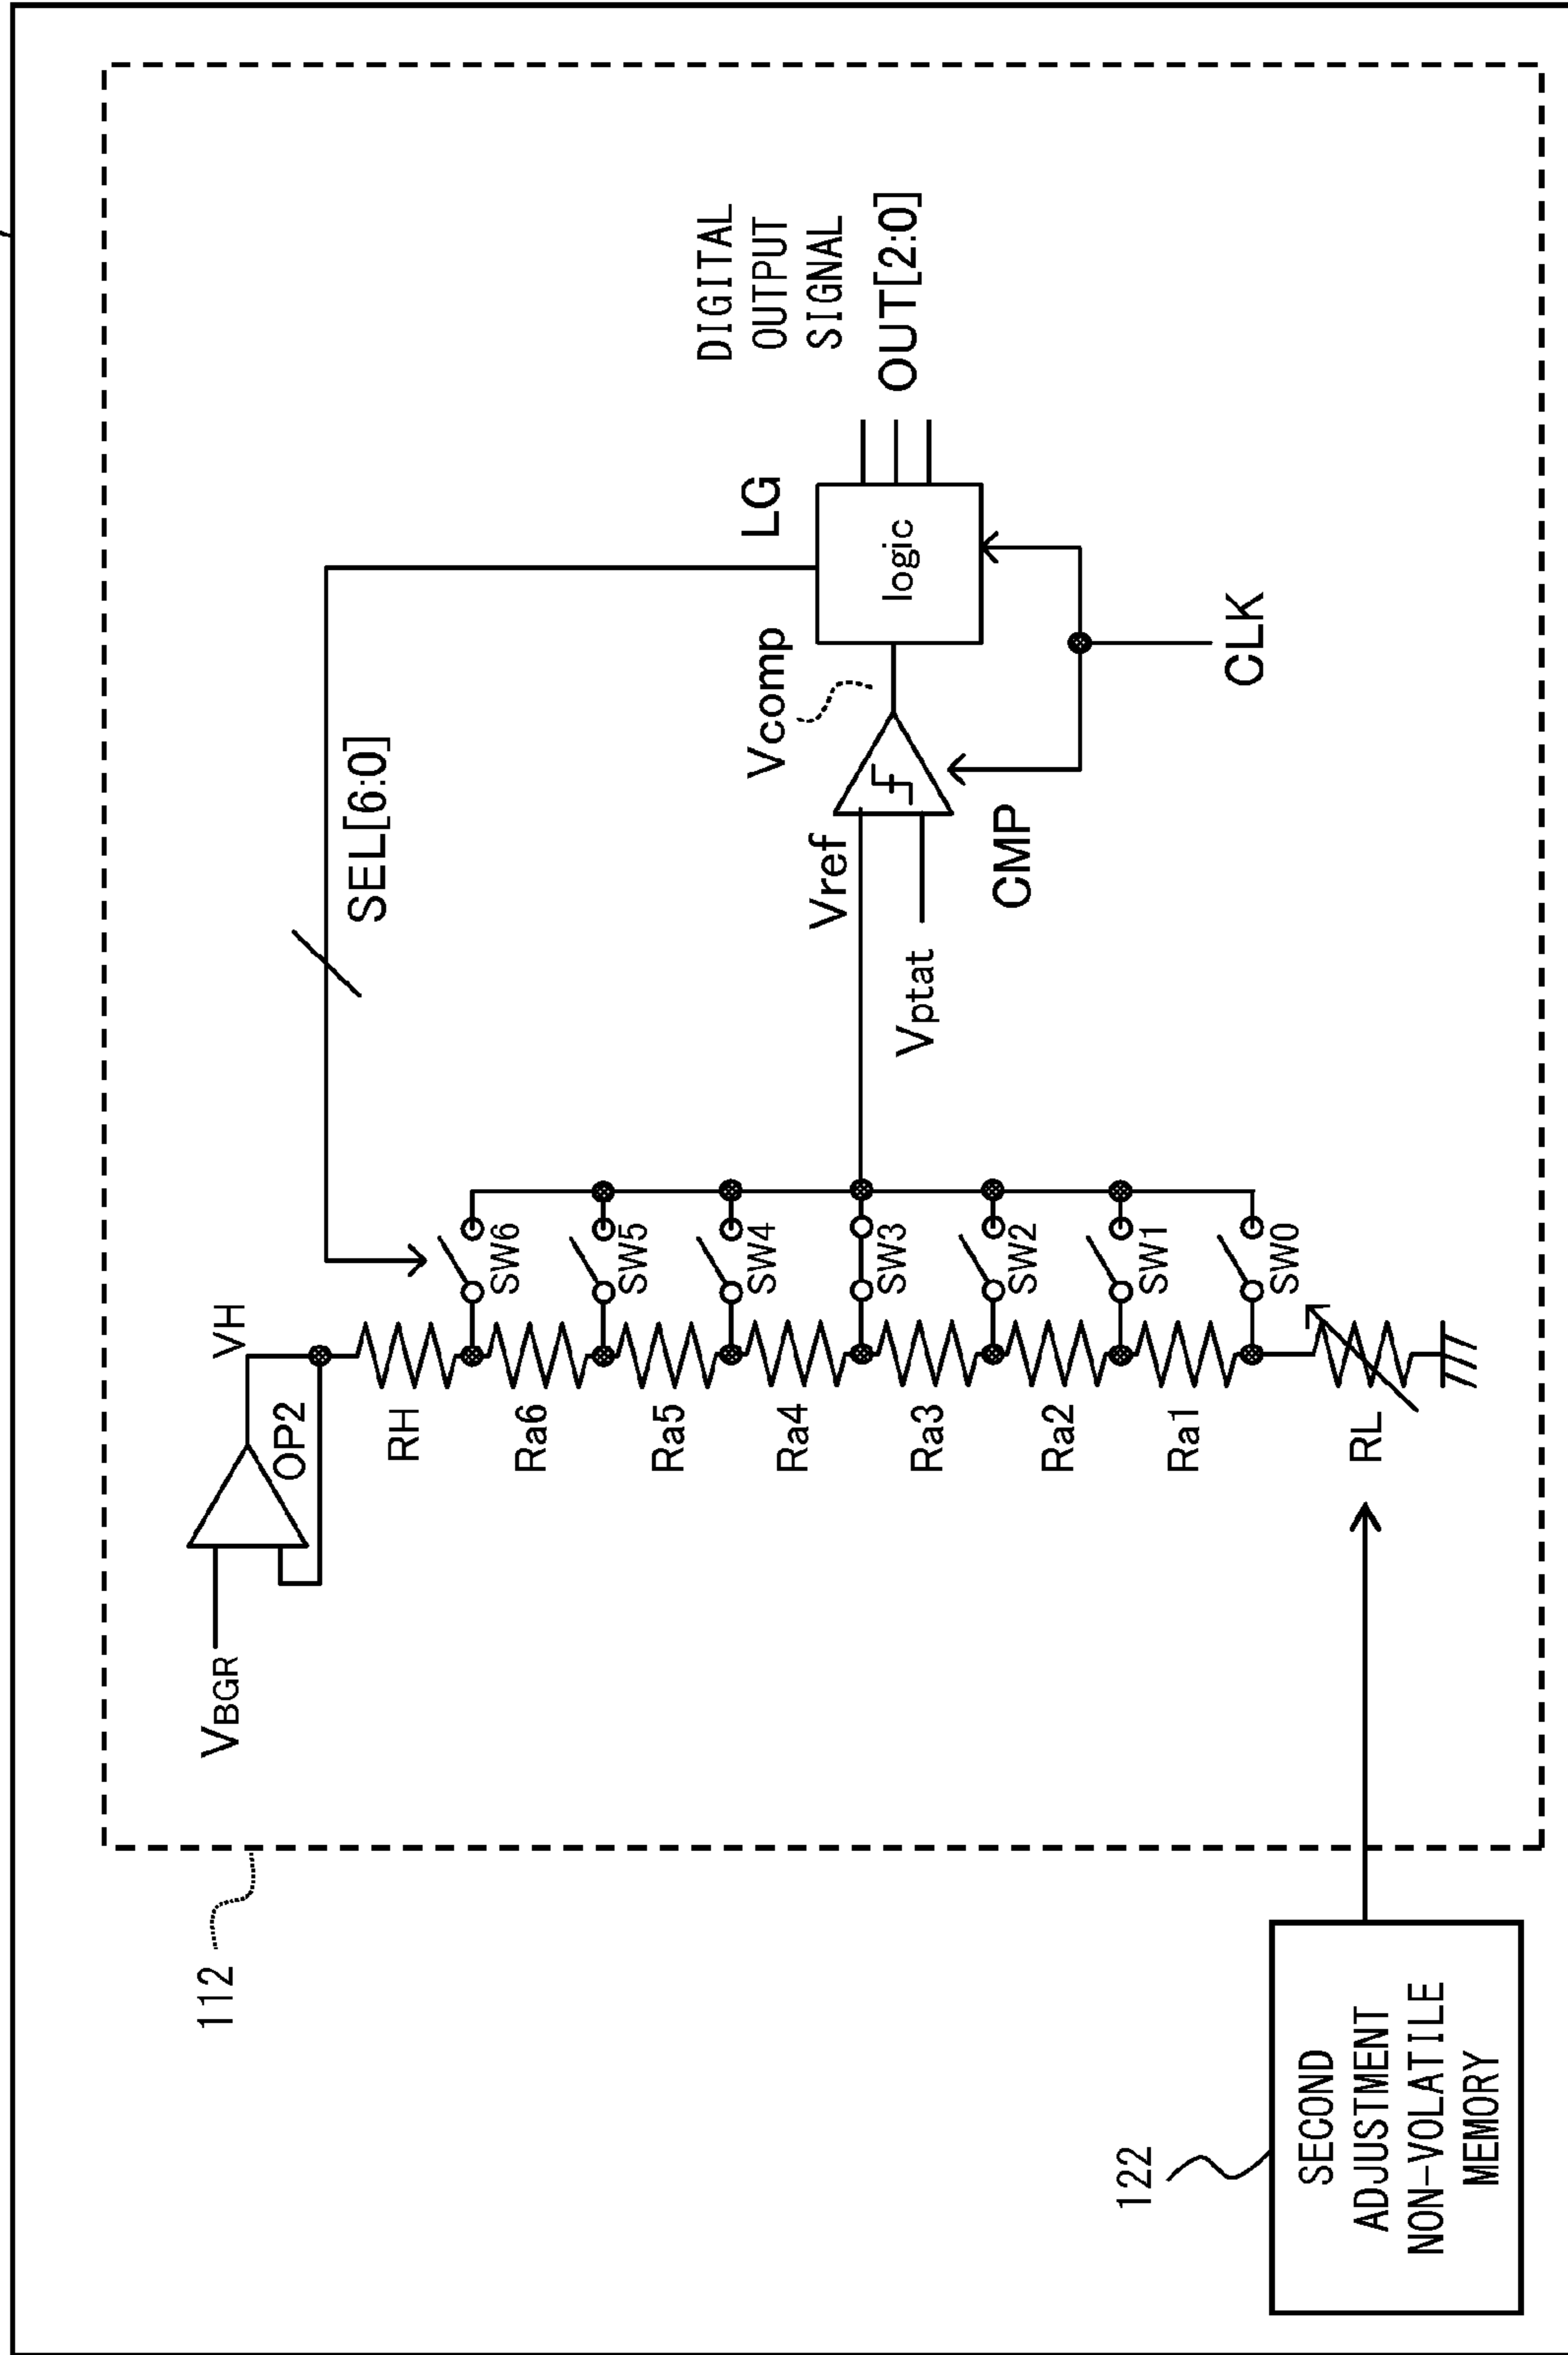 112
VBGR
OP2
VH
RH
Ra6
Ra5
Ra4
Ra3
Ra2
Ra1
RL
SW6
SW5
SW4
SW3
SW2
SW1
SW0
SEL[6:0]
Vref
Vptat
CMP
Vcomp
LG
logic
CLK
DIGITAL
OUTPUT
SIGNAL
OUT[2:0]
122
SECOND
ADJUSTMENT
NON-VOLATILE
MEMORY